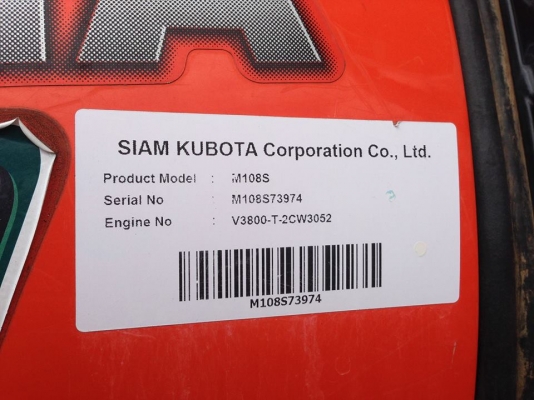 SIAM KUBOTA Corporation Co., Ltd.
Product Model : M108S
Serial No : M108S73974
Engine No : V3800-T-2CW3052
M108S73974